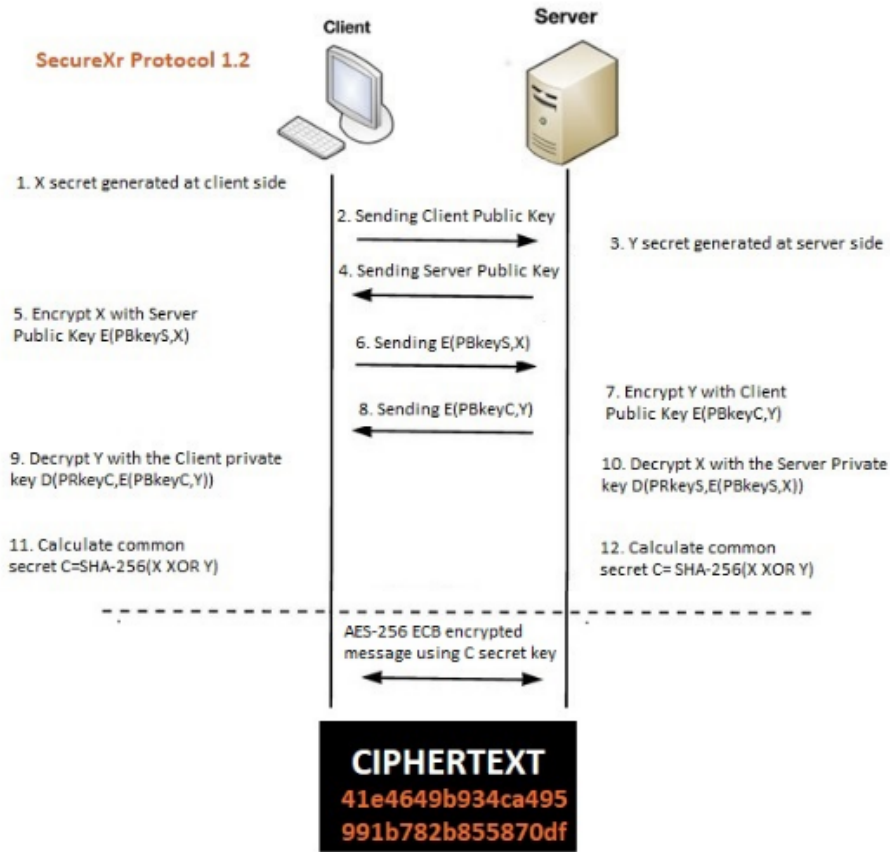 Client
Server
SecureXr Protocol 1.2
1. X secret generated at client side
2. Sending Client Public Key
3. Y secret generated at server side
4. Sending Server Public Key
5. Encrypt X with Server
Public Key E(PBkeyS,X)
6. Sending E(PBkeyS,X)
7. Encrypt Y with Client
Public Key E(PBkeyC,Y)
8. Sending E(PBkeyC,Y)
9. Decrypt Y with the Client private
key D(PRkeyC,E(PBkeyC,Y))
10. Decrypt X with the Server Private
key D(PRkeyS,E(PBkeyS,X))
11. Calculate common
secret C=SHA-256(X XOR Y)
12. Calculate common
secret C= SHA-256(X XOR Y)
AES-256 ECB encrypted
message using C secret key
CIPHERTEXT
41e4649b934ca495
991b782b855870df